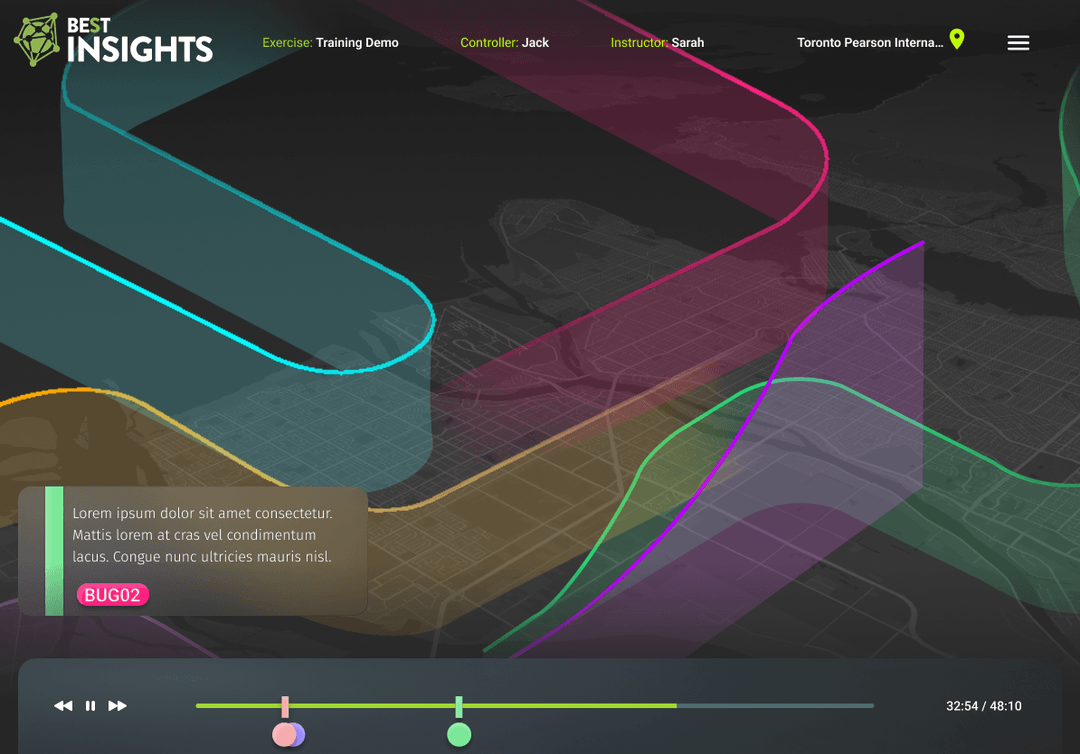 BEST
INSIGHTS
Exercise: Training Demo
Controller: Jack
Instructor: Sarah
Toronto Pearson Interna...
Lorem ipsum dolor sit amet consectetur.
Mattis lorem at cras vel condimentum
lacus. Congue nunc ultricies mauris nisl.
BUG02
32:54 / 48:10